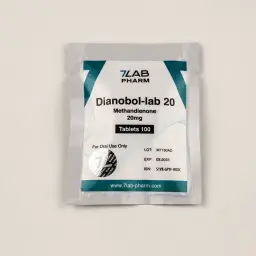 7LAB
PHARM
Dianobol-lab 20
Methandienone
20mg
Tablets 100
For Oral Use Only
7
LOT:
EXP:
www.7lab-pharm.com